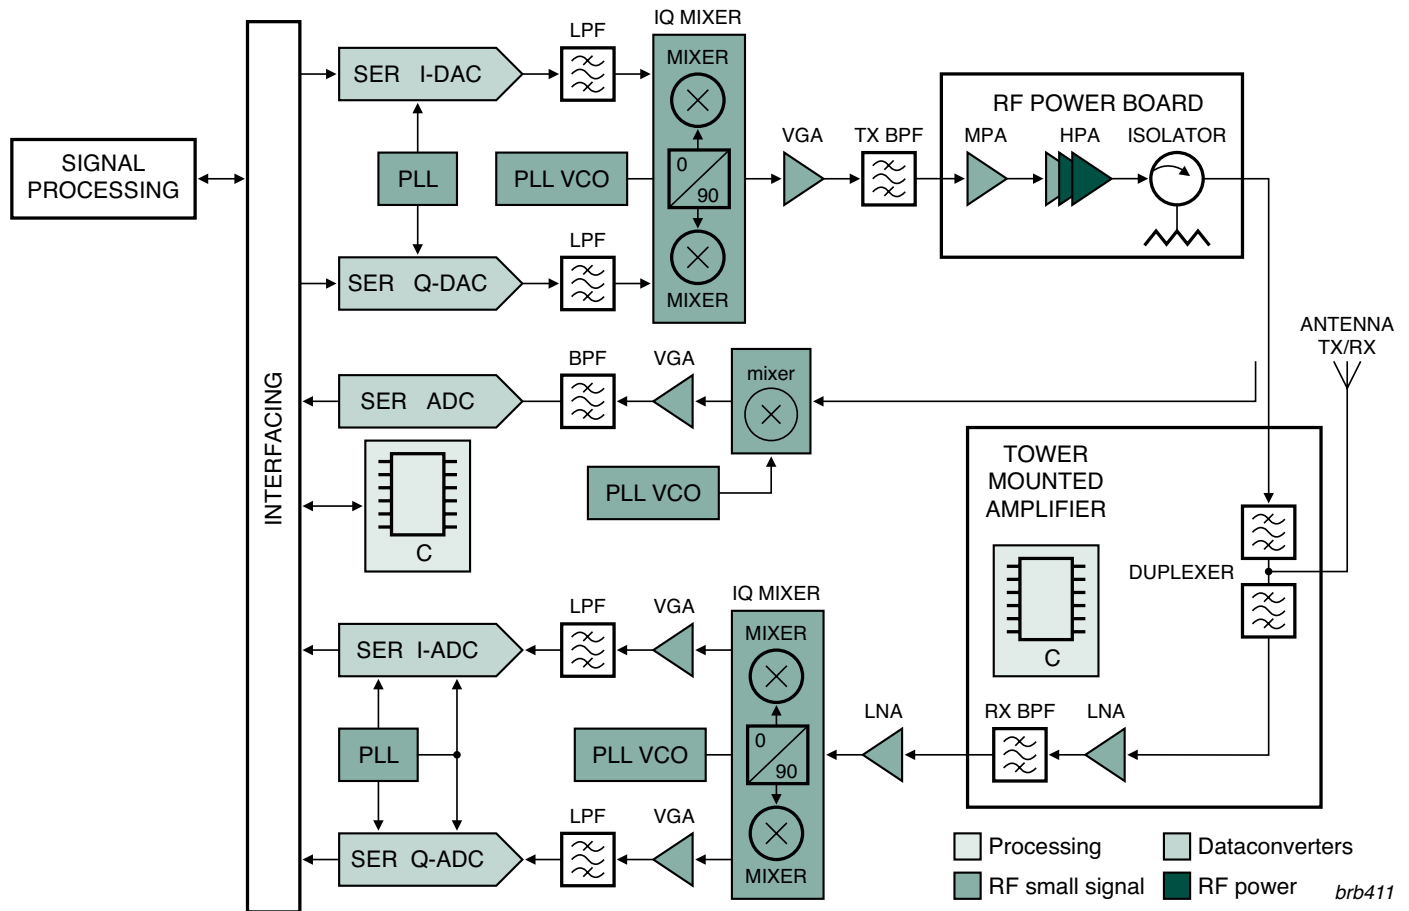 SIGNAL
PROCESSING
INTERFACING
SER I-DAC
PLL
SER Q-DAC
LPF
LPF
PLL VCO
IQ MIXER
MIXER
0
90
MIXER
VGA
TX BPF
RF POWER BOARD
MPA
HPA
ISOLATOR
ANTENNA
TX/RX
SER ADC
BPF
VGA
mixer
PLL VCO
C
TOWER
MOUNTED
AMPLIFIER
DUPLEXER
C
RX BPF
LNA
LNA
IQ MIXER
MIXER
0
90
MIXER
PLL VCO
VGA
LPF
SER I-ADC
PLL
VGA
LPF
SER Q-ADC
Processing
Dataconverters
RF small signal
RF power
brb411